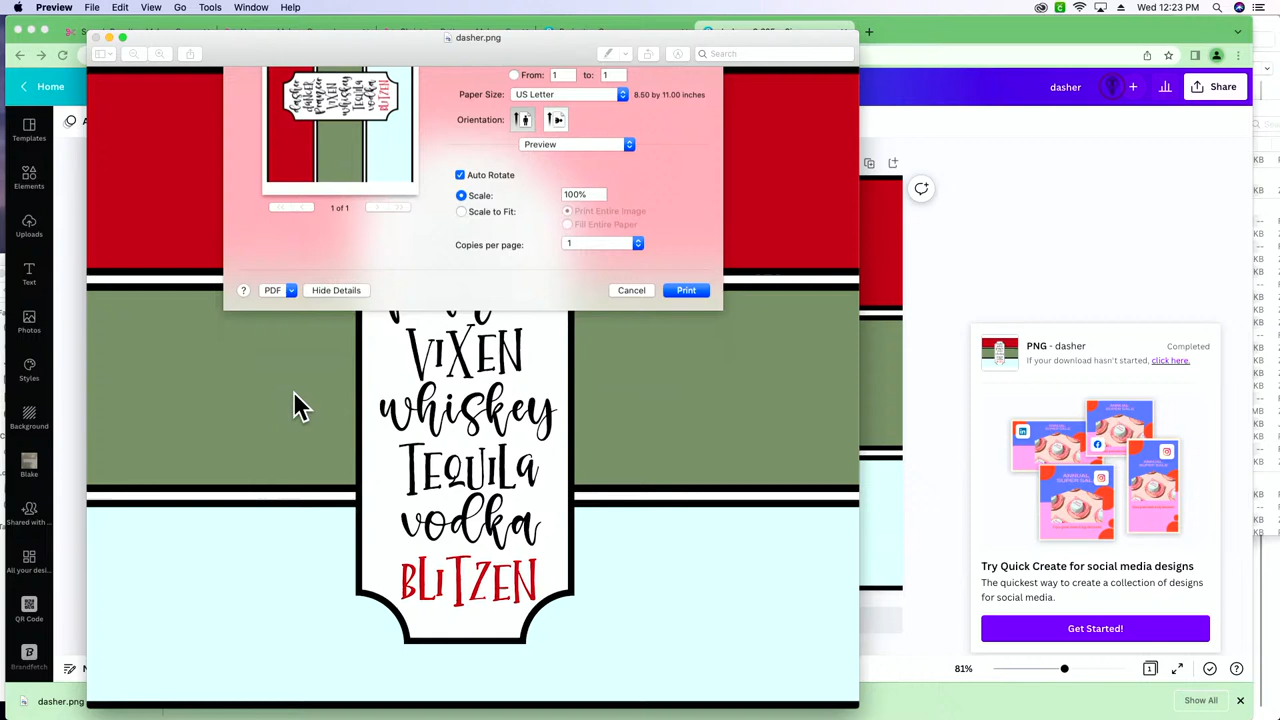 Preview File Edit View Go Tools Window Help
Wed 12:23 PM
dasher.png
Search
Home
dasher
Share
From: 1 to: 1
Paper Size: US Letter 8.50 by 11.00 inches
Orientation:
Preview
Auto Rotate
Scale: 100%
Scale to Fit: Print Entire Image
Fill Entire Paper
Copies per page: 1
1 of 1
? PDF Hide Details Cancel Print
Templates
Elements
Uploads
Text
Photos
Styles
Background
Blake
Shared with ...
All your desi...
QR Code
Brandfetch
VIXEN
whiskey
TEQUILA
vodka
BLITZEN
PNG - dasher Completed
If your download hasn't started, click here.
Try Quick Create for social media designs
The quickest way to create a collection of designs
for social media.
Get Started!
81%
dasher.png
Show All